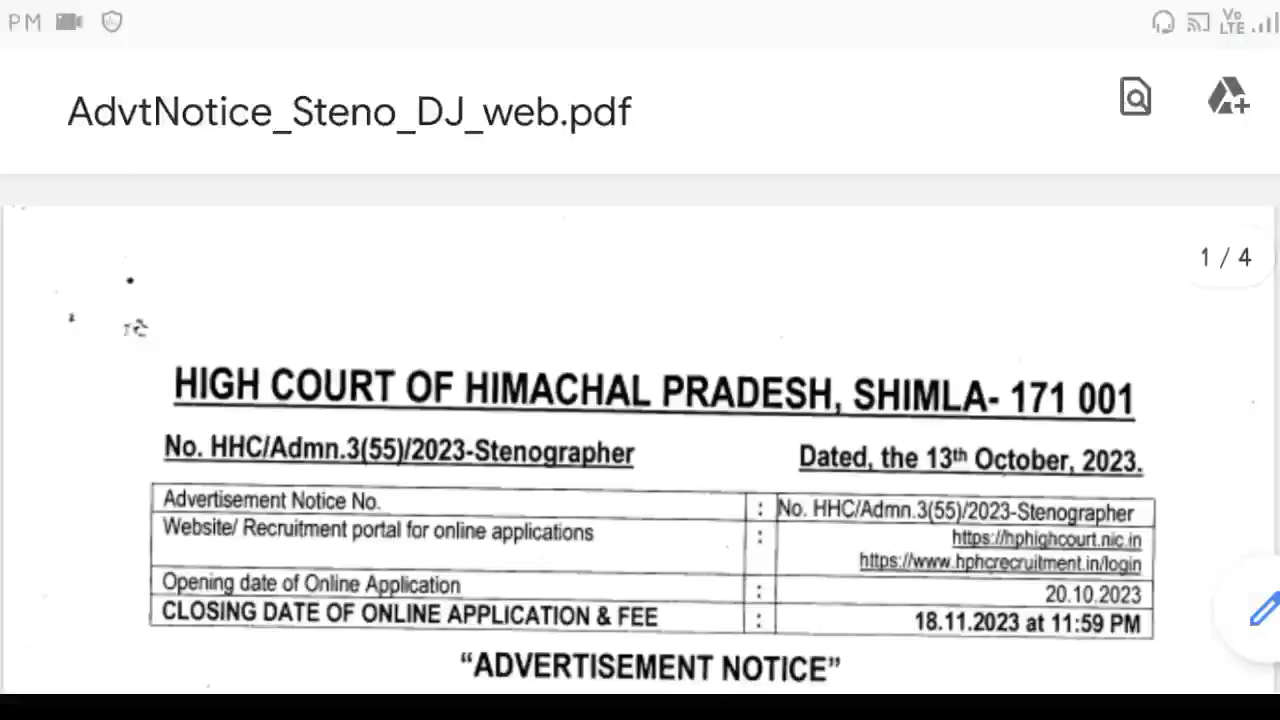 PM Vo LTE
AdvtNotice_Steno_DJ_web.pdf
1 / 4
HIGH COURT OF HIMACHAL PRADESH, SHIMLA- 171 001
No. HHC/Admn.3(55)/2023-Stenographer Dated, the 13th October, 2023.
Advertisement Notice No. : No. HHC/Admn.3(55)/2023-Stenographer
Website/ Recruitment portal for online applications : https://hphighcourt.nic.in
https://www.hphcrecruitment.in/login
Opening date of Online Application : 20.10.2023
CLOSING DATE OF ONLINE APPLICATION & FEE : 18.11.2023 at 11:59 PM
“ADVERTISEMENT NOTICE”